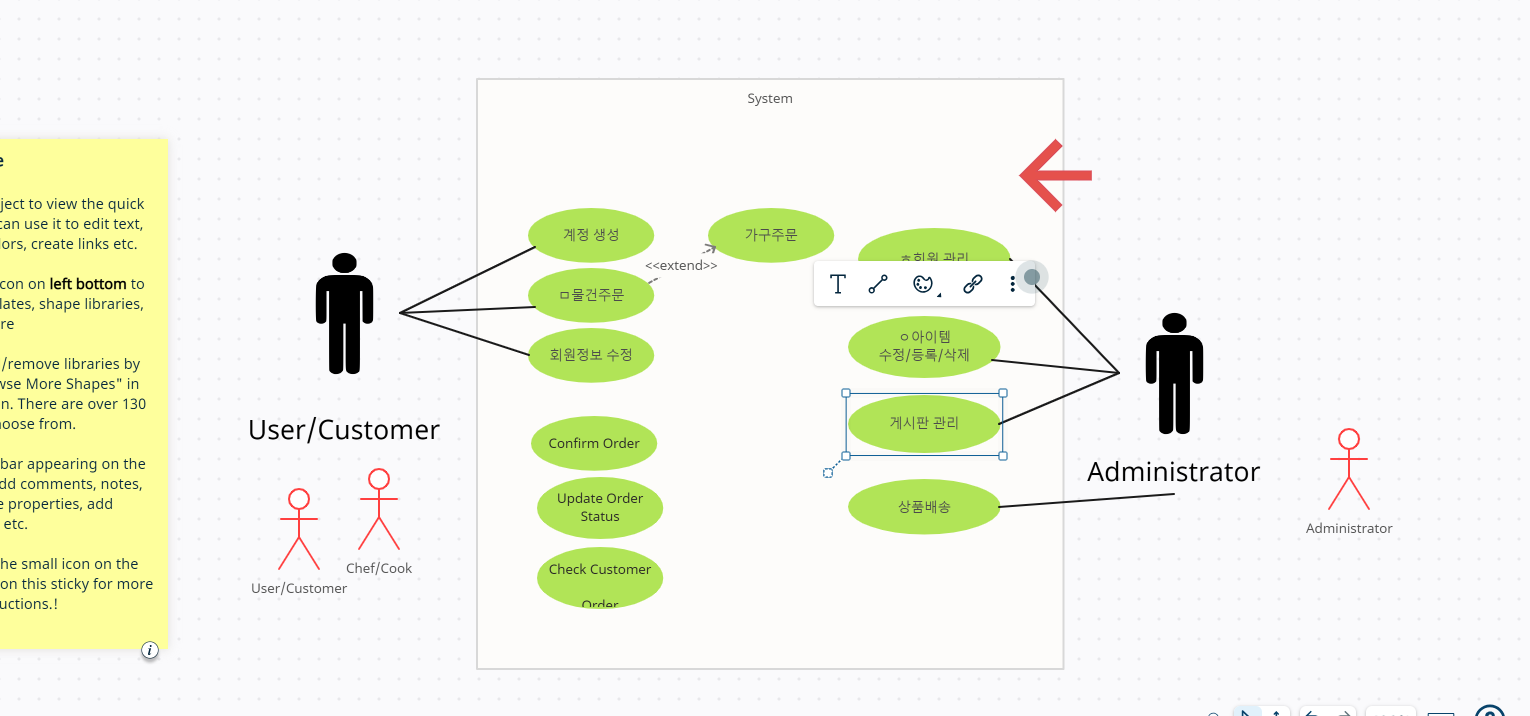 System
e
ject to view the quick
can use it to edit text,
lors, create links etc.
con on left bottom to
lates, shape libraries,
re
/remove libraries by
wse More Shapes" in
n. There are over 130
hoose from.
bar appearing on the
dd comments, notes,
e properties, add
etc.
he small icon on the
on this sticky for more
uctions.!
i
계정 생성
가구주문
<<extend>>
ㅎ회원 관리
ㅁ물건주문
T
회원정보 수정
ㅇ아이템
수정/등록/삭제
User/Customer
게시판 관리
Confirm Order
Administrator
Update Order
Status
상품배송
Administrator
Check Customer
Order
Chef/Cook
User/Customer